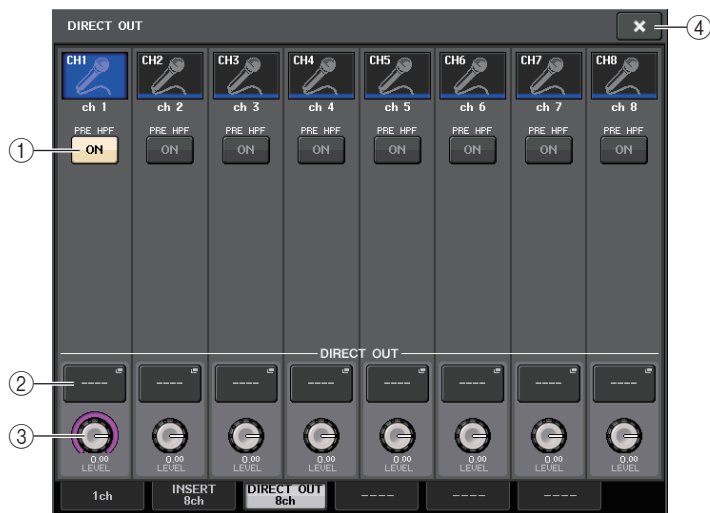 DIRECT OUT
④
CH1 CH2 CH3 CH4 CH5 CH6 CH7 CH8
ch 1 ch 2 ch 3 ch 4 ch 5 ch 6 ch 7 ch 8
PRE HPF PRE HPF PRE HPF PRE HPF PRE HPF PRE HPF PRE HPF PRE HPF
① ON ON ON ON ON ON ON ON
DIRECT OUT
② ---- ---- ---- ---- ---- ---- ---- ----
③
0.00 0.00 0.00 0.00 0.00 0.00 0.00 0.00
LEVEL LEVEL LEVEL LEVEL LEVEL LEVEL LEVEL LEVEL
1ch INSERT 8ch DIRECT OUT 8ch ---- ---- ----